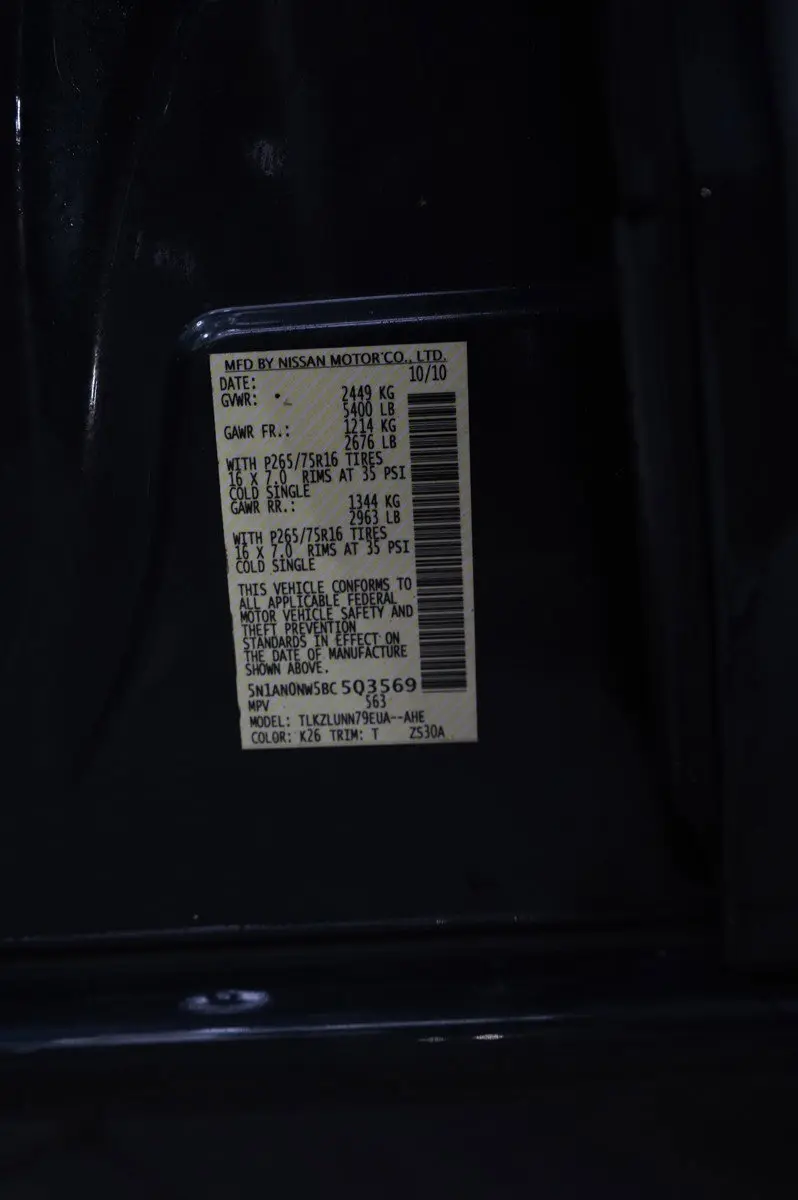 MFD BY NISSAN MOTOR CO., LTD.
DATE: 10/10
GVWR: 2449 KG
5400 LB
GAWR FR.: 1214 KG
2676 LB
WITH P265/75R16 TIRES
16 X 7.0 RIMS AT 35 PSI
COLD SINGLE
GAWR RR.: 1344 KG
2963 LB
WITH P265/75R16 TIRES
16 X 7.0 RIMS AT 35 PSI
COLD SINGLE
THIS VEHICLE CONFORMS TO
ALL APPLICABLE FEDERAL
MOTOR VEHICLE SAFETY AND
THEFT PREVENTION
STANDARDS IN EFFECT ON
THE DATE OF MANUFACTURE
SHOWN ABOVE.
5N1AN0NW5BC503569
MPV 563
MODEL: TLKZLUNN79EUA--AHE
COLOR: K26 TRIM: T ZS30A